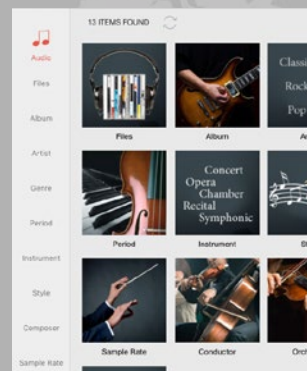 13 ITEMS FOUND
Audio
Files
Album
Artist
Genre
Period
Instrument
Style
Composer
Sample Rate
Files
Album
Classi
Rock
Pop
Concert
Opera
Chamber
Recital
Symphonic
Period
Instrument
Sample Rate
Conductor
Orch